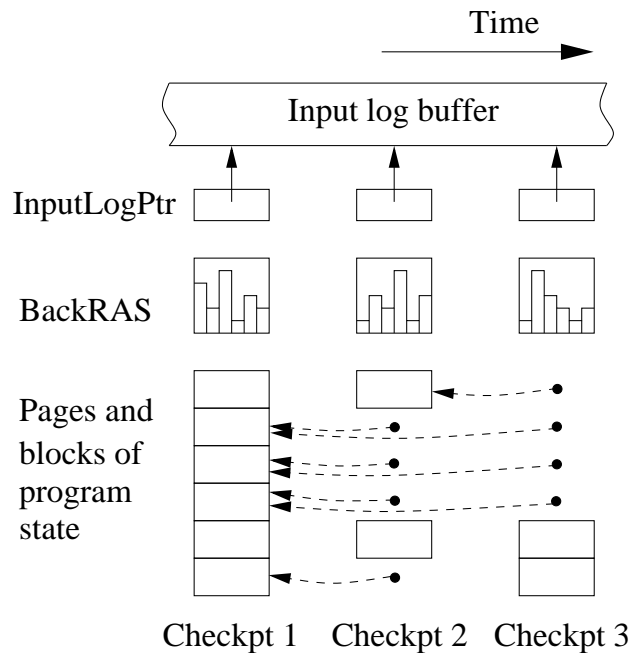 Time
Input log buffer
InputLogPtr
BackRAS
Pages and
blocks of
program
state
Checkpt 1 Checkpt 2 Checkpt 3